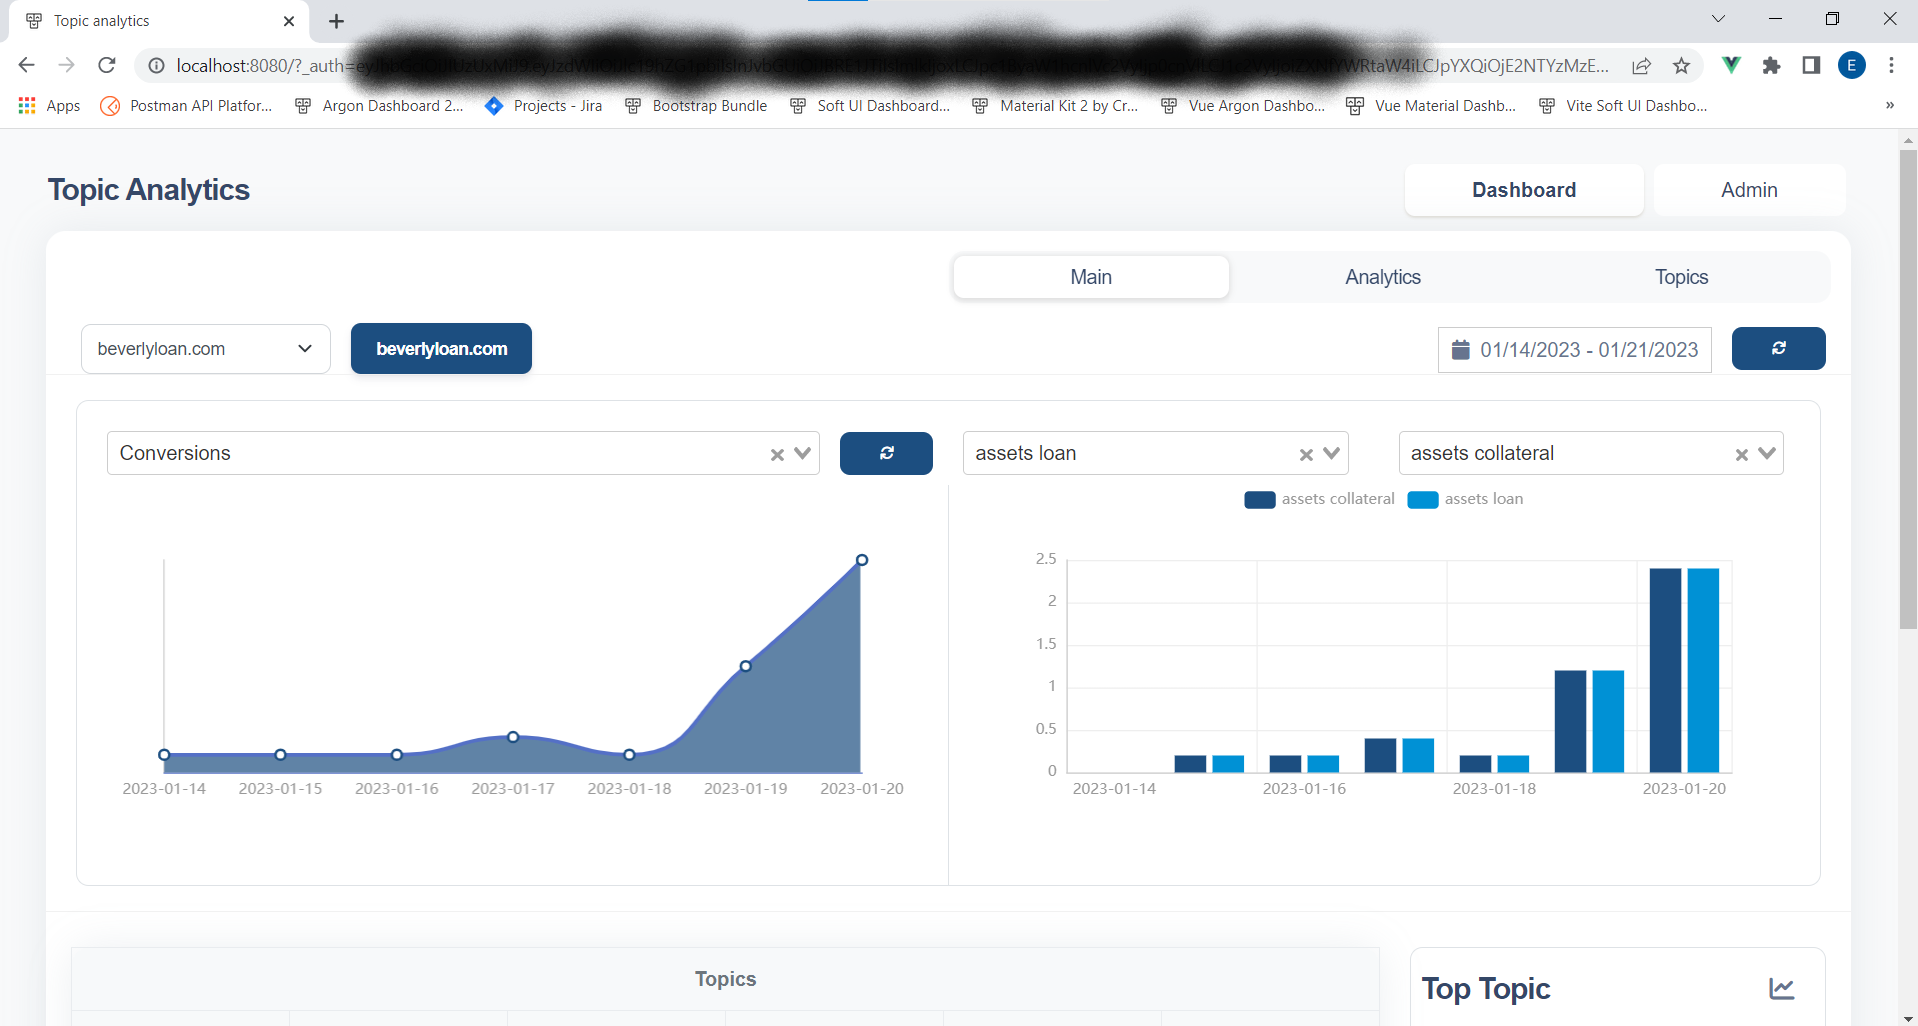 Topic analytics
localhost:8080/?_auth=
Apps Postman API Platfor... Argon Dashboard 2... Projects - Jira Bootstrap Bundle Soft UI Dashboard... Material Kit 2 by Cr... Vue Argon Dashbo... Vue Material Dashb... Vite Soft UI Dashbo... »
E
Topic Analytics
Dashboard Admin
Main Analytics Topics
beverlyloan.com beverlyloan.com 01/14/2023 - 01/21/2023
Conversions assets loan assets collateral
assets collateral assets loan
2.5
2
1.5
1
0.5
0
2023-01-14 2023-01-15 2023-01-16 2023-01-17 2023-01-18 2023-01-19 2023-01-20
2023-01-14 2023-01-16 2023-01-18 2023-01-20
Topics
Top Topic